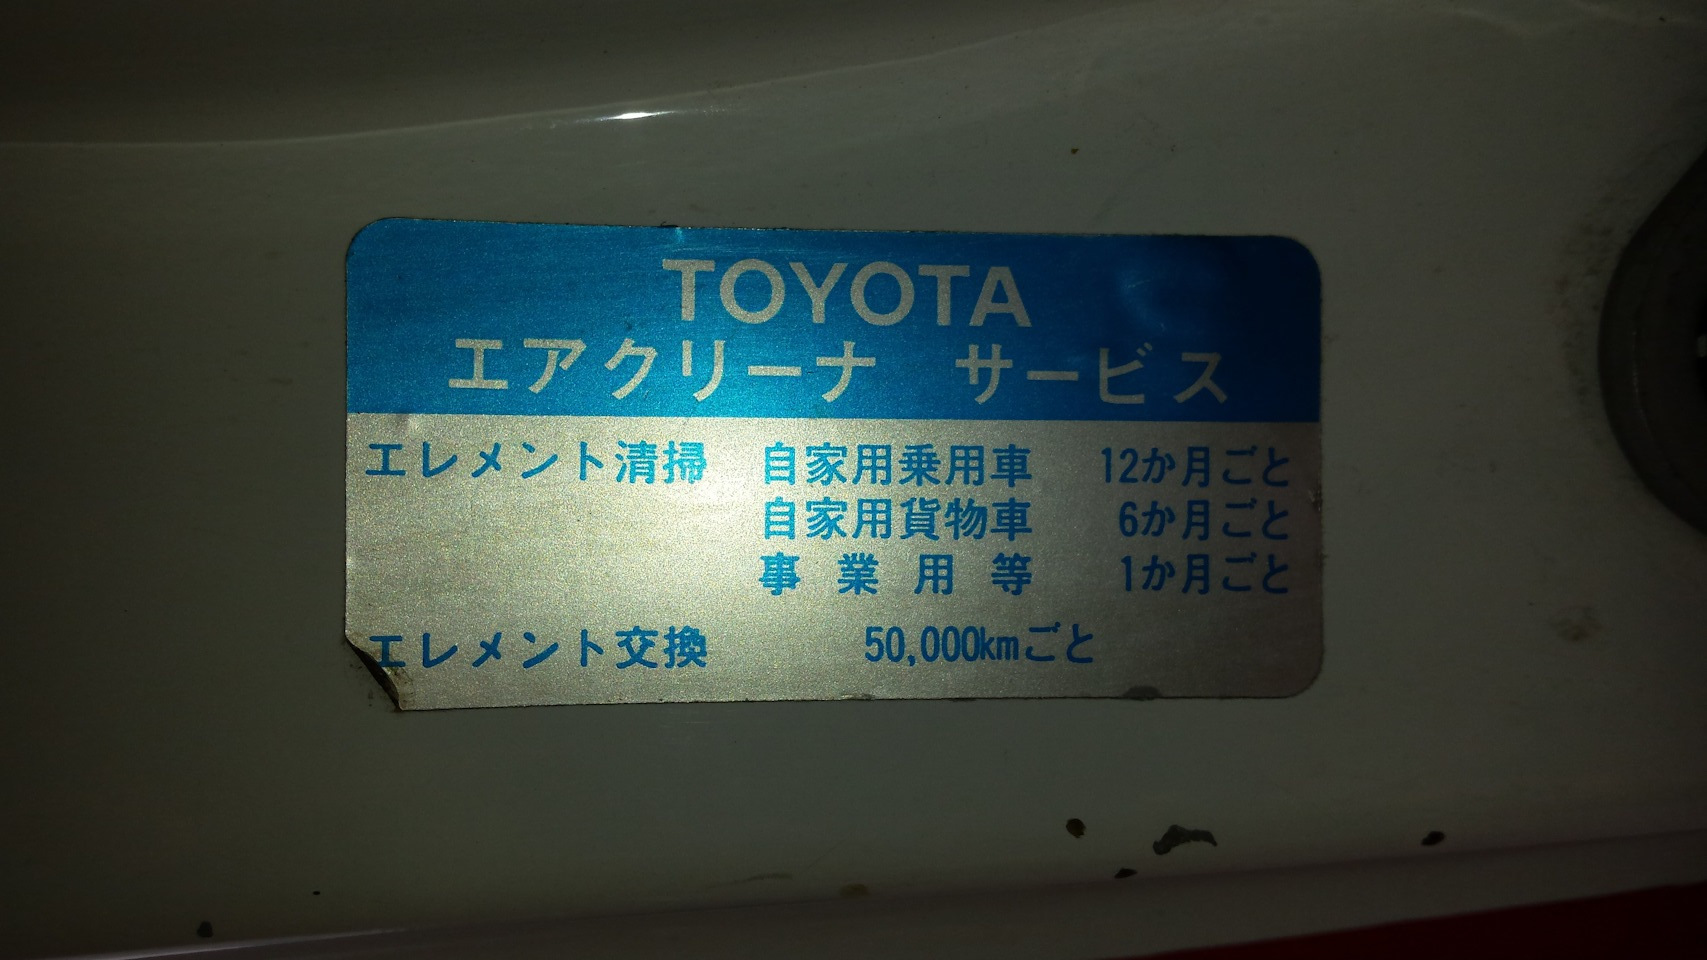 TOYOTA
エアクリーナ サービス
エレメント清掃 自家用乗用車 12か月ごと
自家用貨物車 6か月ごと
事業用等 1か月ごと
エレメント交換 50,000kmごと